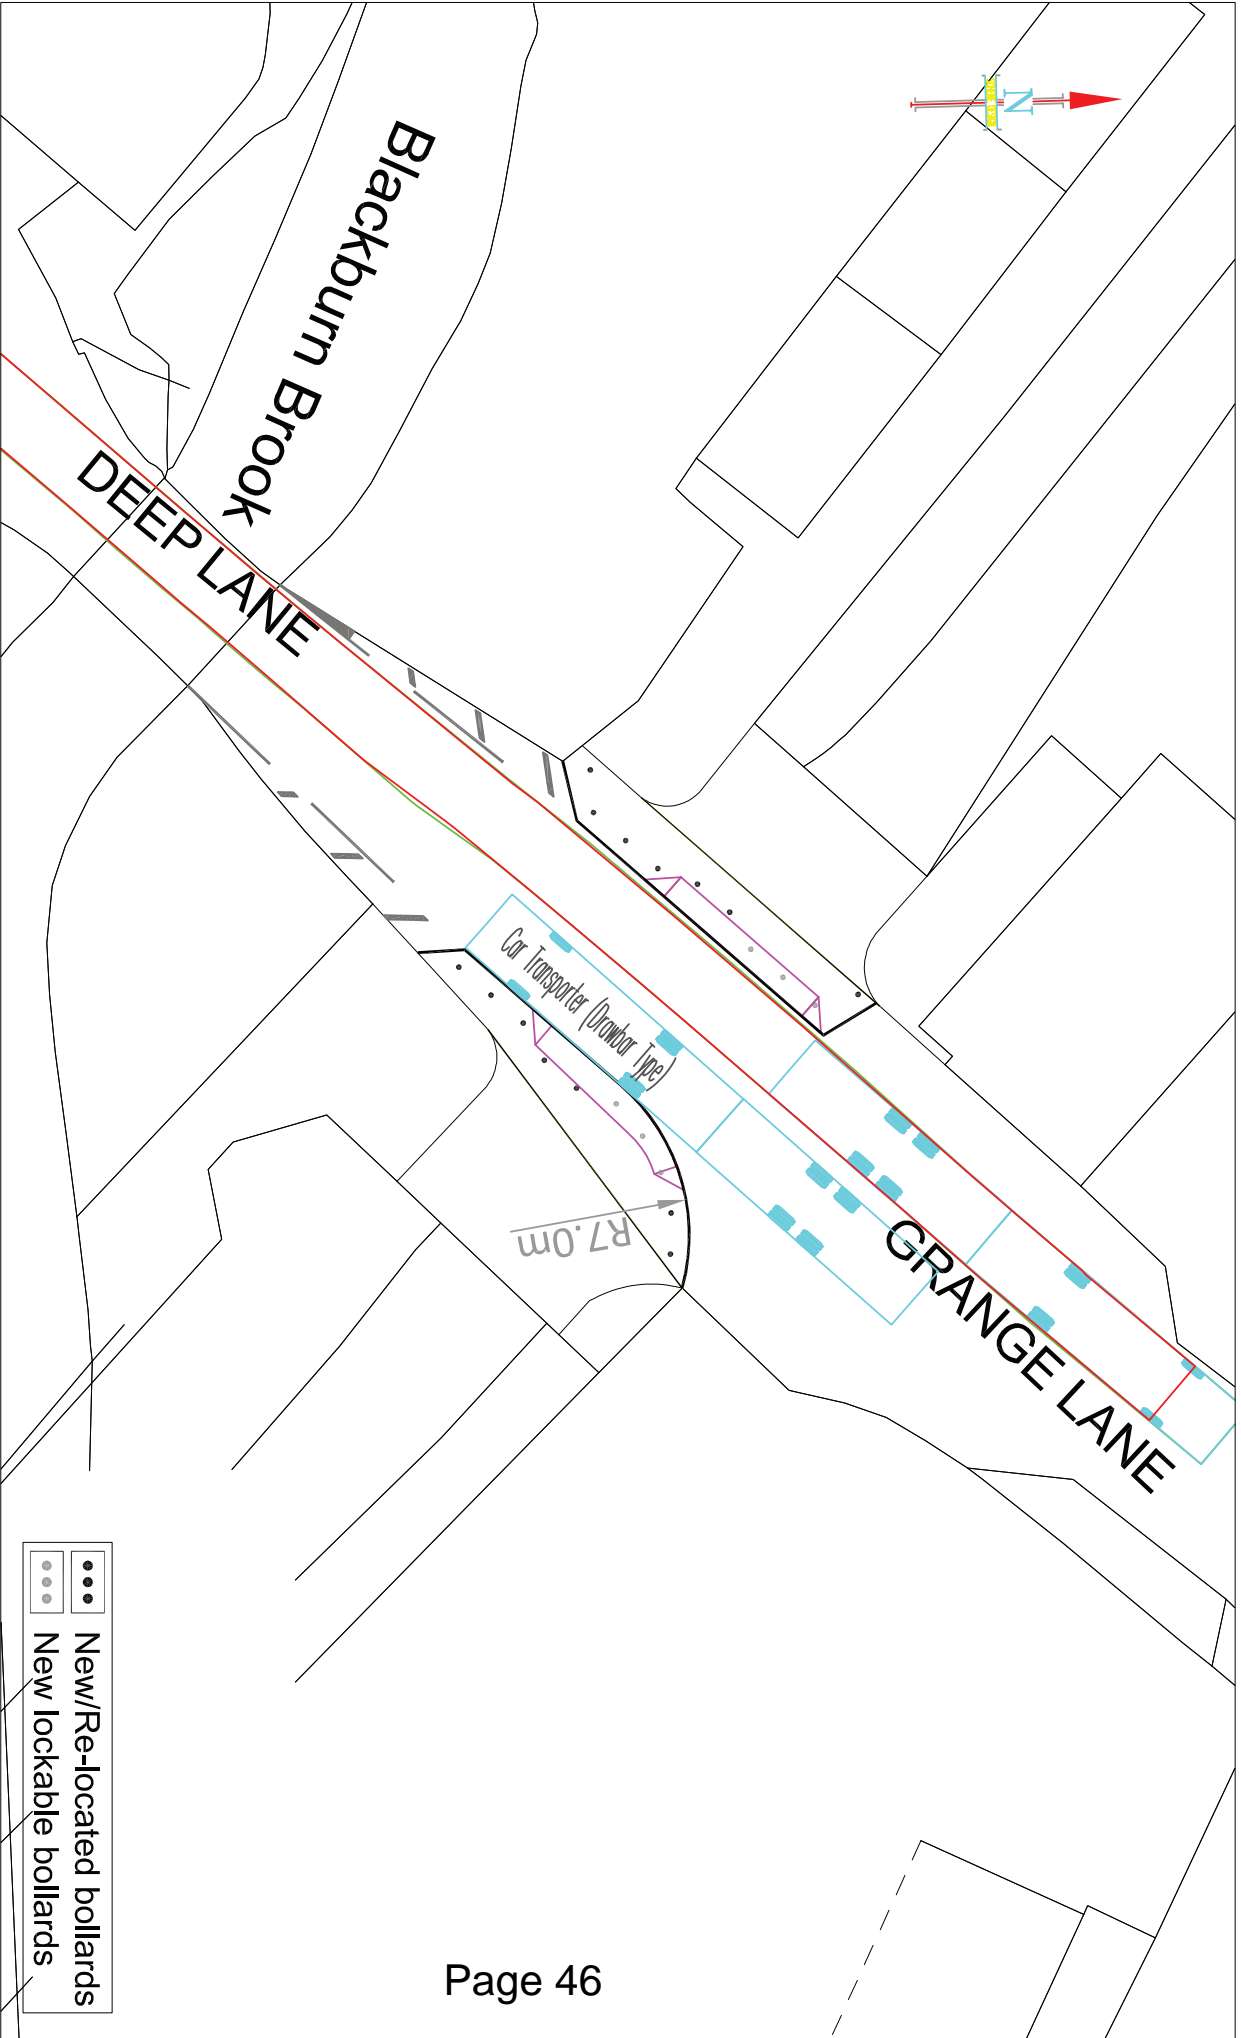 N
Blackburn Brook
DEEP LANE
Car Transporter (Drawbar Type)
R7.0m
GRANGE LANE
New/Re-located bollards
New lockable bollards
Page 46